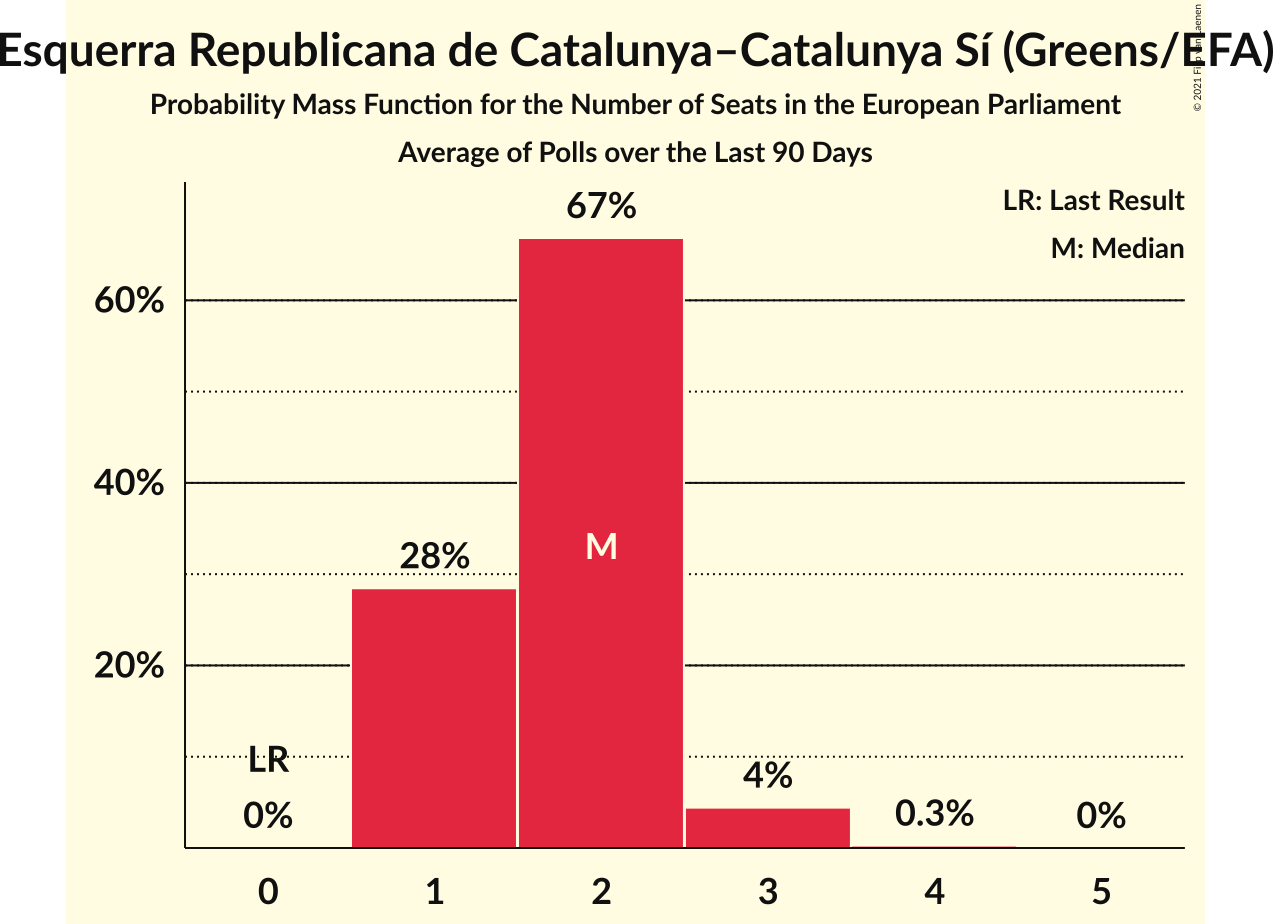 Esquerra Republicana de Catalunya–Catalunya Sí (Greens/EFA)
Probability Mass Function for the Number of Seats in the European Parliament
Average of Polls over the Last 90 Days
© 2021
LR: Last Result
M: Median
67%
60%
40%
28%
M
20%
LR
0%
4%
0.3%
0%
0 1 2 3 4 5